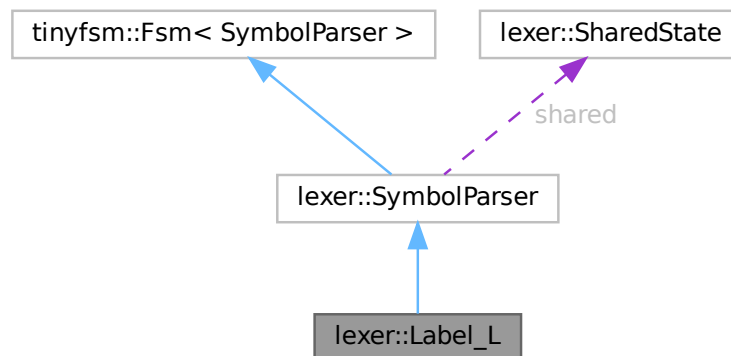 tinyfsm::Fsm< SymbolParser >
lexer::SharedState
shared
lexer::SymbolParser
lexer::Label_L